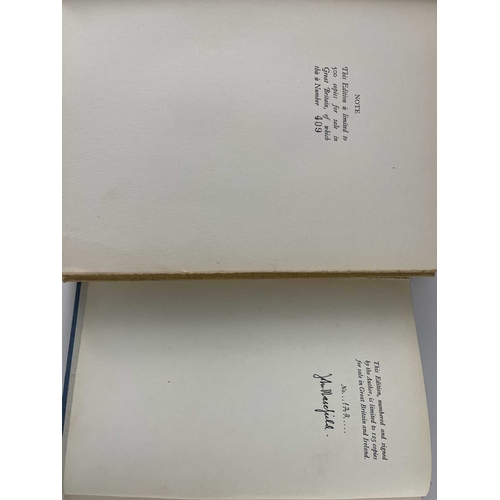 NOTE
This Edition is limited to
500 copies for sale in
Great Britain, of which
this is Number 409
This Edition, numbered and signed
by the Author, is limited to 125 copies
for sale in Great Britain and Ireland.
No...
John Masefield.